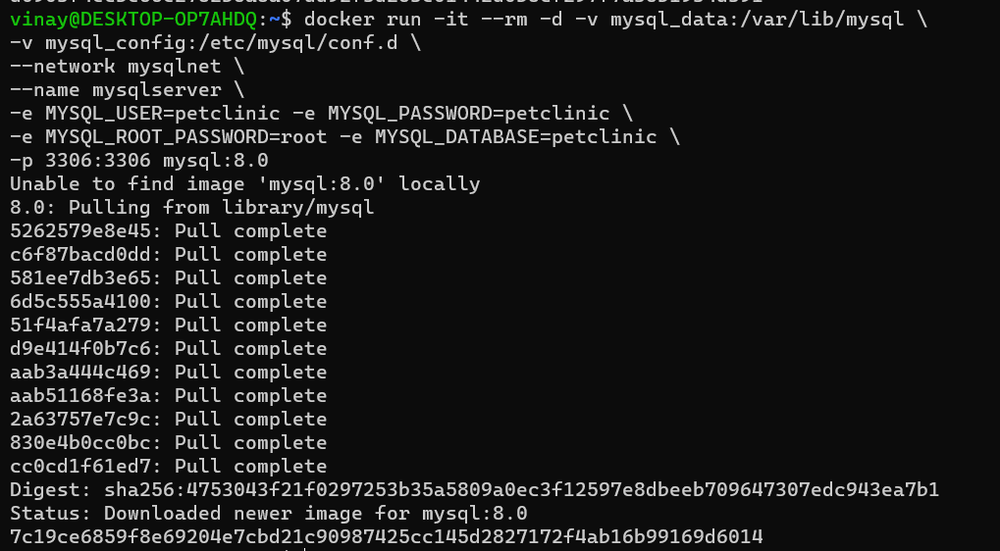 vinay@DESKTOP-OP7AHDQ:~$ docker run -it --rm -d -v mysql_data:/var/lib/mysql \
-v mysql_config:/etc/mysql/conf.d \
--network mysqlnet \
--name mysqlserver \
-e MYSQL_USER=petclinic -e MYSQL_PASSWORD=petclinic \
-e MYSQL_ROOT_PASSWORD=root -e MYSQL_DATABASE=petclinic \
-p 3306:3306 mysql:8.0
Unable to find image 'mysql:8.0' locally
8.0: Pulling from library/mysql
5262579e8e45: Pull complete
c6f87bacd0dd: Pull complete
581ee7db3e65: Pull complete
6d5c555a4100: Pull complete
51f4afa7a279: Pull complete
d9e414f0b7c6: Pull complete
aab3a444c469: Pull complete
aab51168fe3a: Pull complete
2a63757e7c9c: Pull complete
830e4b0cc0bc: Pull complete
cc0cd1f61ed7: Pull complete
Digest: sha256:4753043f21f0297253b35a5809a0ec3f12597e8dbeeb709647307edc943ea7b1
Status: Downloaded newer image for mysql:8.0
7c19ce6859f8e69204e7cbd21c90987425cc145d2827172f4ab16b99169d6014